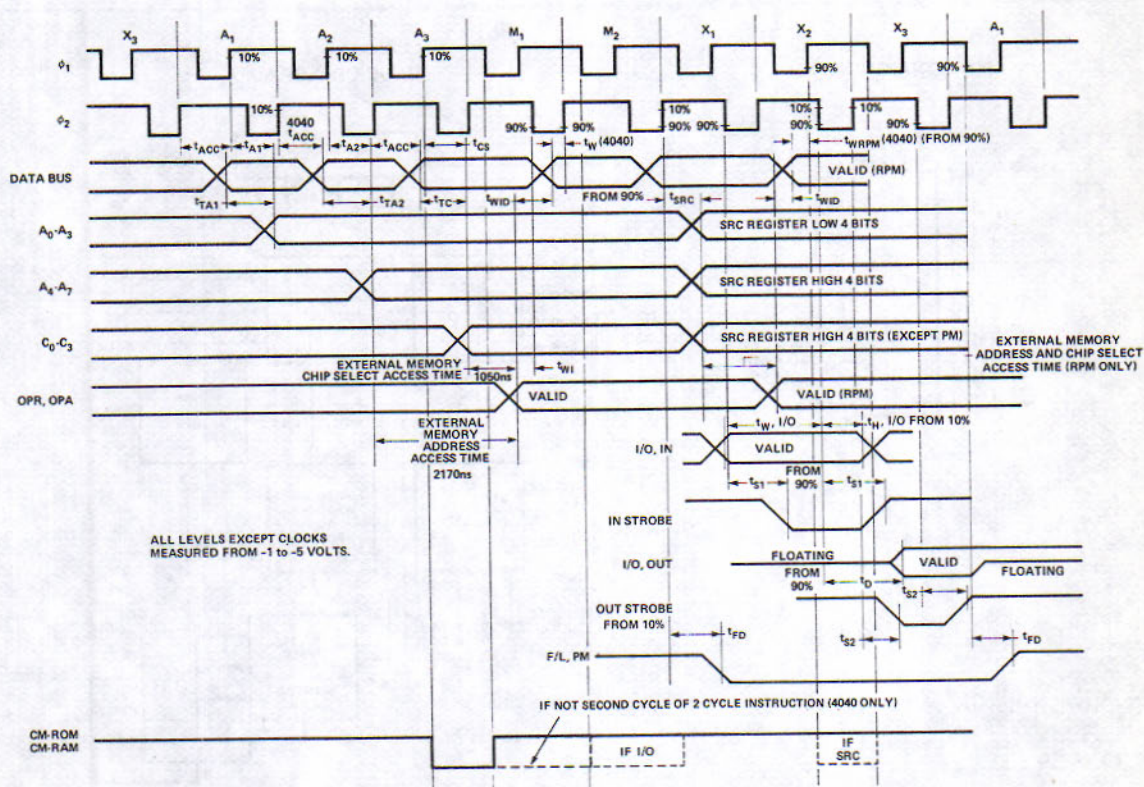 X3 A1 A2 A3 M1 M2 X1 X2 X3 A1
ϕ1 10% 10% 10% 90% 90%
ϕ2 10% 4040 tACC 90% 90% 10% 90% 90% 10% 90% 10% 90% 90%
tACC tA1 tA2 tACC tCS tW (4040) tWRPM (4040) (FROM 90%)
DATA BUS VALID (RPM)
tTA1 tTA2 tTC tWID FROM 90% tSRC tWID
A0-A3 SRC REGISTER LOW 4 BITS
A4-A7 SRC REGISTER HIGH 4 BITS
C0-C3 SRC REGISTER HIGH 4 BITS (EXCEPT PM)
EXTERNAL MEMORY
ADDRESS AND CHIP SELECT
ACCESS TIME (RPM ONLY)
EXTERNAL MEMORY
CHIP SELECT ACCESS TIME 1050ns tWI
OPR, OPA VALID VALID (RPM)
EXTERNAL
MEMORY
ADDRESS
ACCESS TIME
2170ns
tW, I/O tH, I/O FROM 10%
I/O, IN VALID
tS1 FROM 90% tS1
IN STROBE
ALL LEVELS EXCEPT CLOCKS
MEASURED FROM -1 to -5 VOLTS.
I/O, OUT FLOATING VALID FLOATING
FROM 90% tD tS2
OUT STROBE
FROM 10% tFD tS2 tFD
F/L, PM
IF NOT SECOND CYCLE OF 2 CYCLE INSTRUCTION (4040 ONLY)
CM-ROM
CM-RAM
IF I/O
IF
SRC